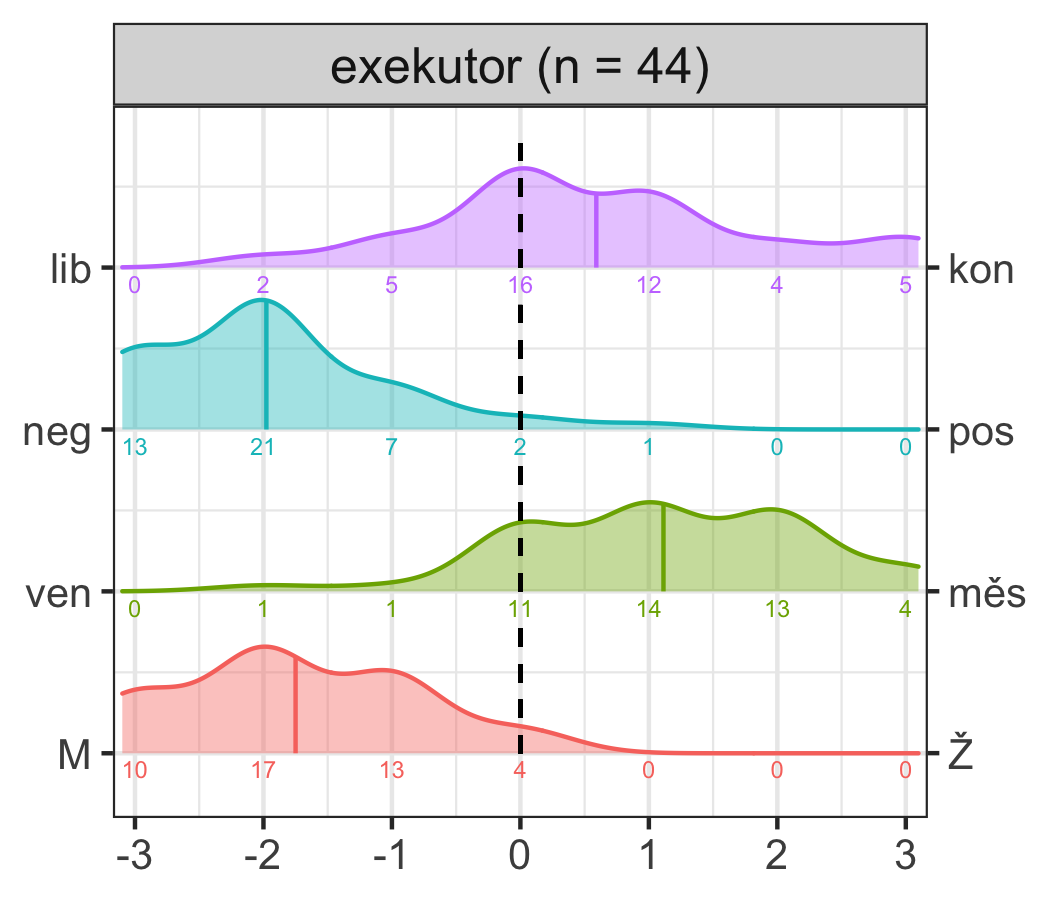 exekutor (n = 44)
lib kon
0 2 5 16 12 4 5
neg pos
13 21 7 2 1 0 0
ven měs
0 1 1 11 14 13 4
M Ž
10 17 13 4 0 0 0
-3 -2 -1 0 1 2 3